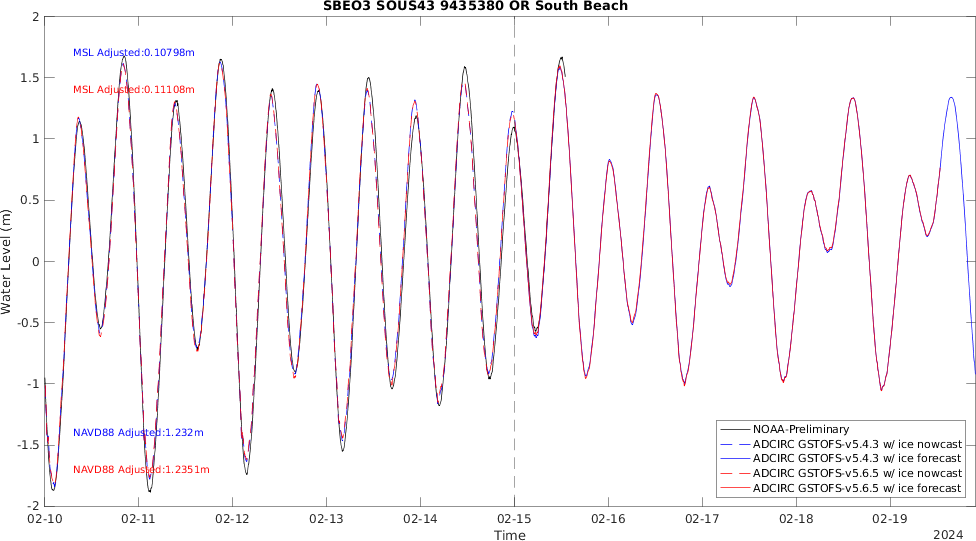 SBEO3 SOUS43 9435380 OR South Beach
Water Level (m)
2
1.5
1
0.5
0
-0.5
-1
-1.5
-2
MSL Adjusted:0.10798m
MSL Adjusted:0.11108m
NAVD88 Adjusted:1.232m
NAVD88 Adjusted:1.2351m
NOAA-Preliminary
ADCIRC GSTOFS-v5.4.3 w/ ice nowcast
ADCIRC GSTOFS-v5.4.3 w/ ice forecast
ADCIRC GSTOFS-v5.6.5 w/ ice nowcast
ADCIRC GSTOFS-v5.6.5 w/ ice forecast
02-10 02-11 02-12 02-13 02-14 02-15 02-16 02-17 02-18 02-19
Time
2024